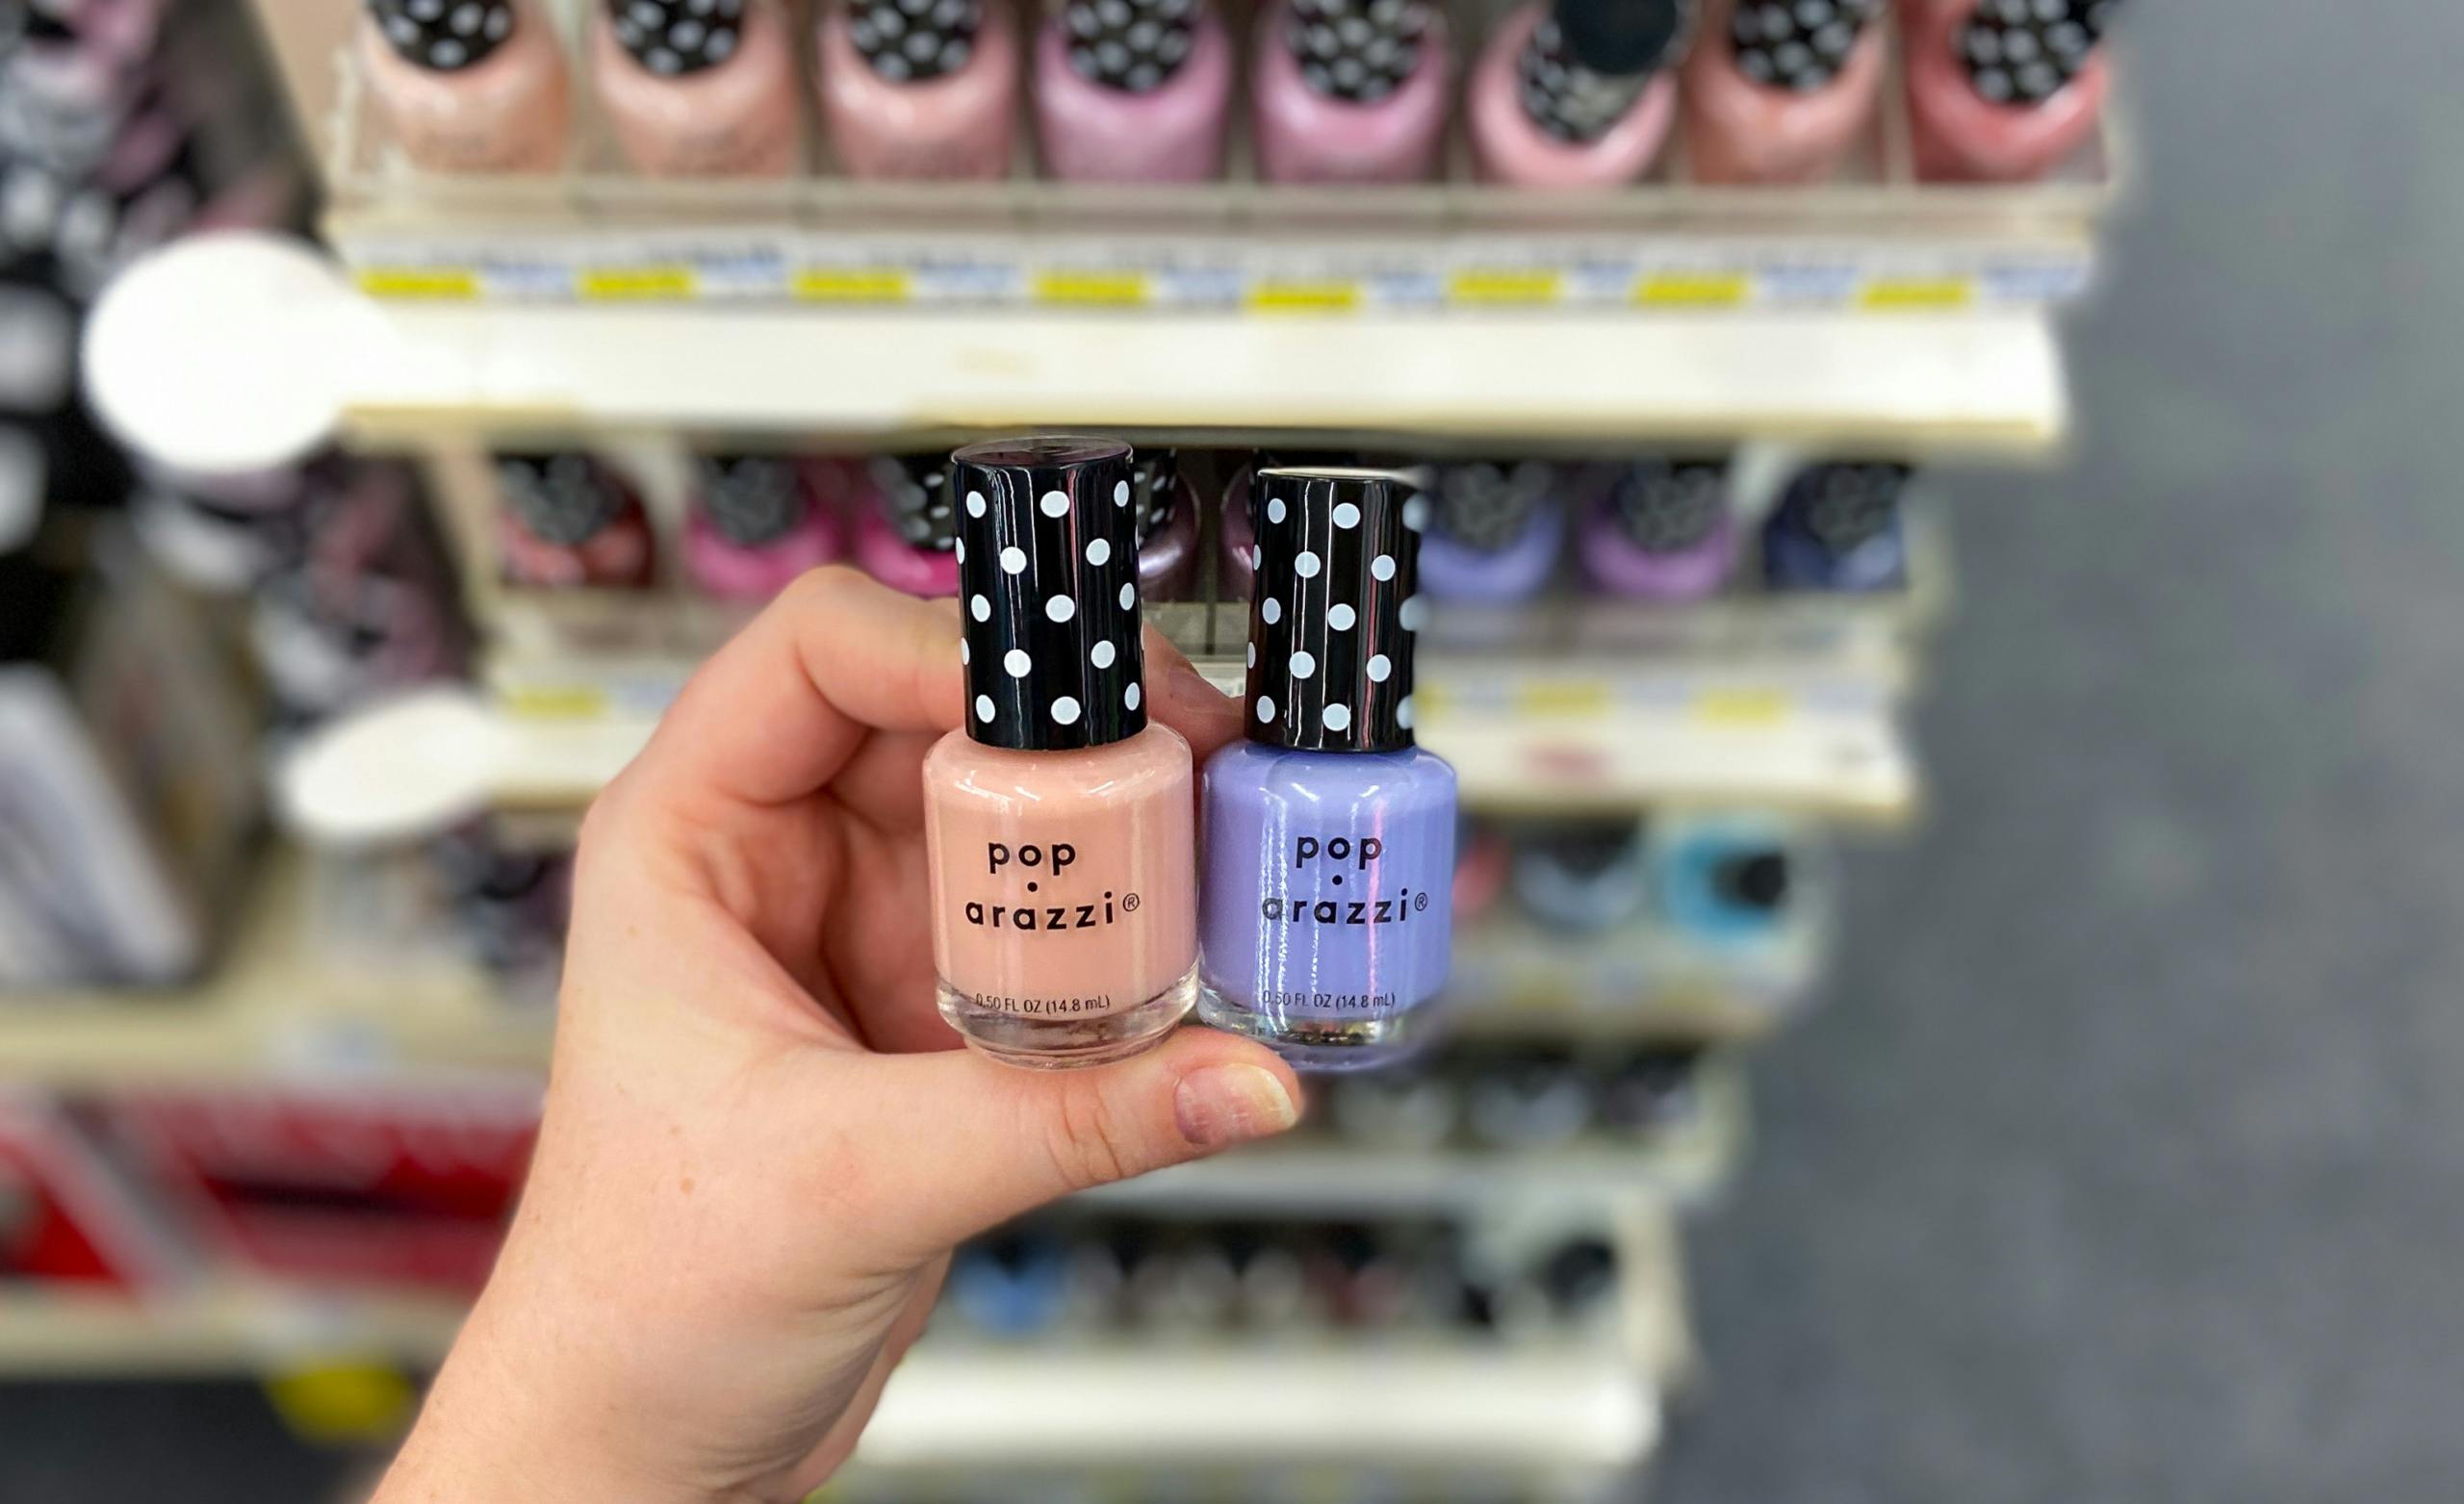 pop
•
arazzi®
0.50 FL OZ (14.8 mL)
pop
•
arazzi®
0.50 FL OZ (14.8 mL)